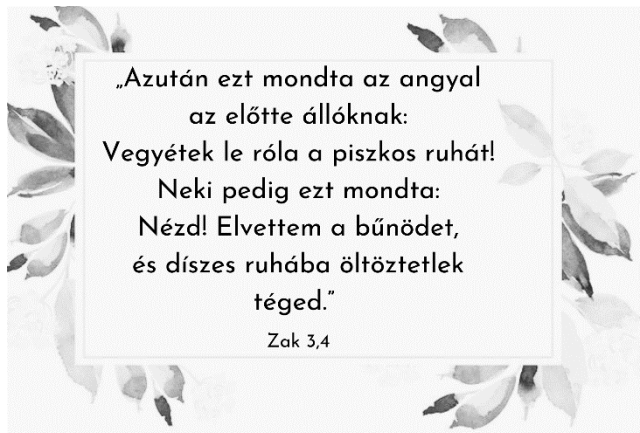 „Azután ezt mondta az angyal
az előtte állóknak:
Vegyétek le róla a piszkos ruhát!
Neki pedig ezt mondta:
Nézd! Elvettem a bűnödet,
és díszes ruhába öltöztetlek
téged.”
Zak 3,4